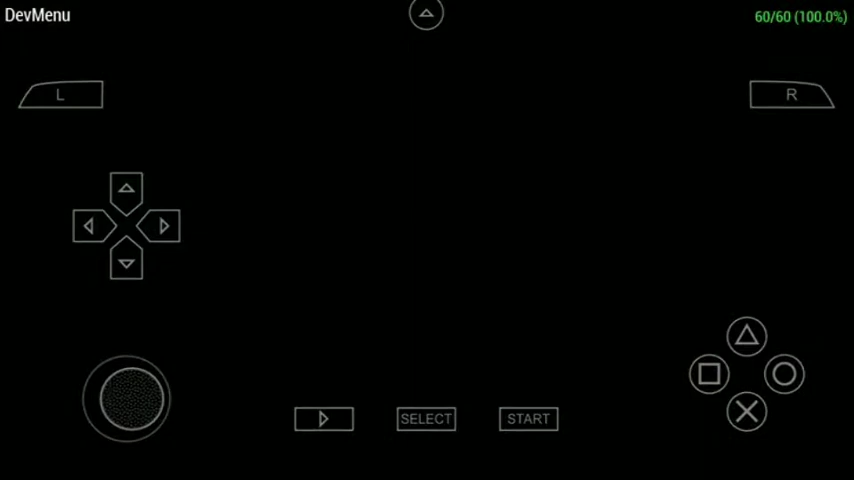 DevMenu
60/60 (100.0%)
L
R
SELECT
START